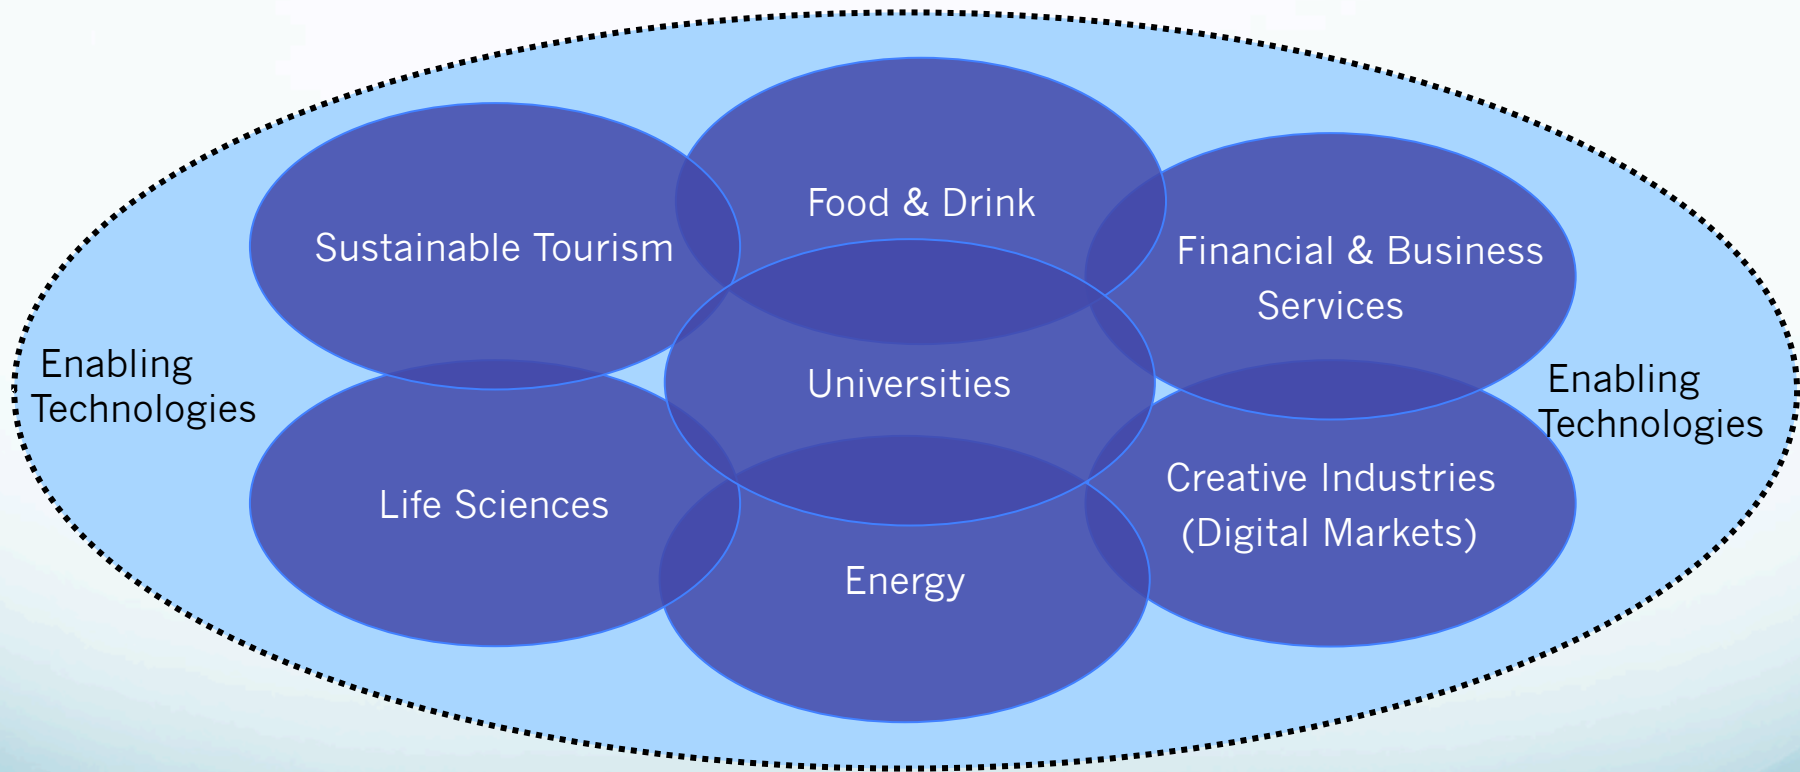 Food & Drink
Sustainable Tourism
Financial & Business
Services
Enabling
Technologies
Universities
Enabling
Technologies
Life Sciences
Creative Industries
(Digital Markets)
Energy